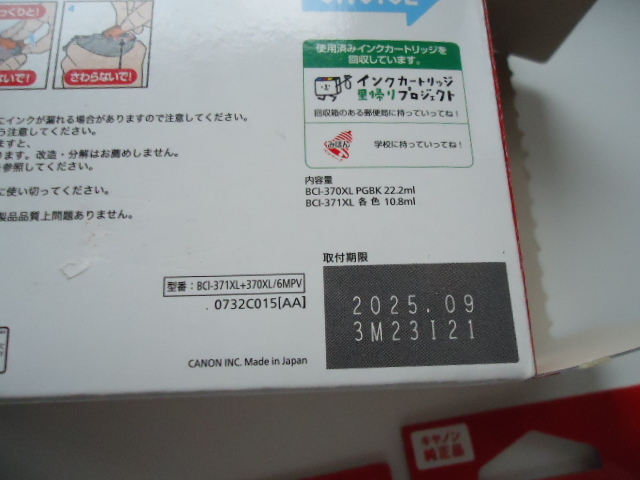 っくりと!
ないで!
さわらないで!
にインクが漏れる場合がありますので注意してください。
う注意してください。
ますと、
ります。改造・分解はお薦めしません。
を参照してください。
に使い切ってください。
製品品質上問題ありません。
使用済みインクカートリッジを
回収しています。
インクカートリッジ
里帰りプロジェクト
回収箱のある郵便局に持っていってね!
学校に持っていってね!
内容量
BCI-370XL PGBK 22.2ml
BCI-371XL 各色 10.8ml
取付期限
2025.09
3M23I21
型番:BCI-371XL+370XL/6MPV
0732C015[AA]
CANON INC. Made in Japan
キヤノン
純正品